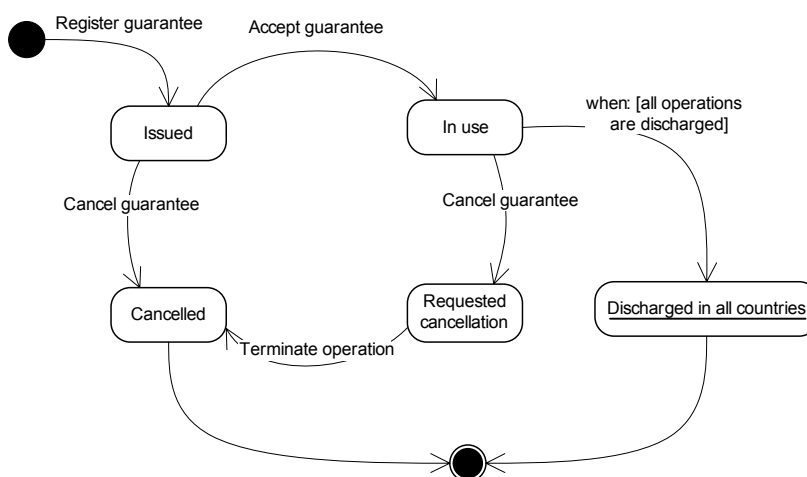 Register guarantee
Accept guarantee
when: [all operations
are discharged]
Issued
In use
Cancel guarantee
Cancel guarantee
Cancelled
Requested
cancellation
Discharged in all countries
Terminate operation